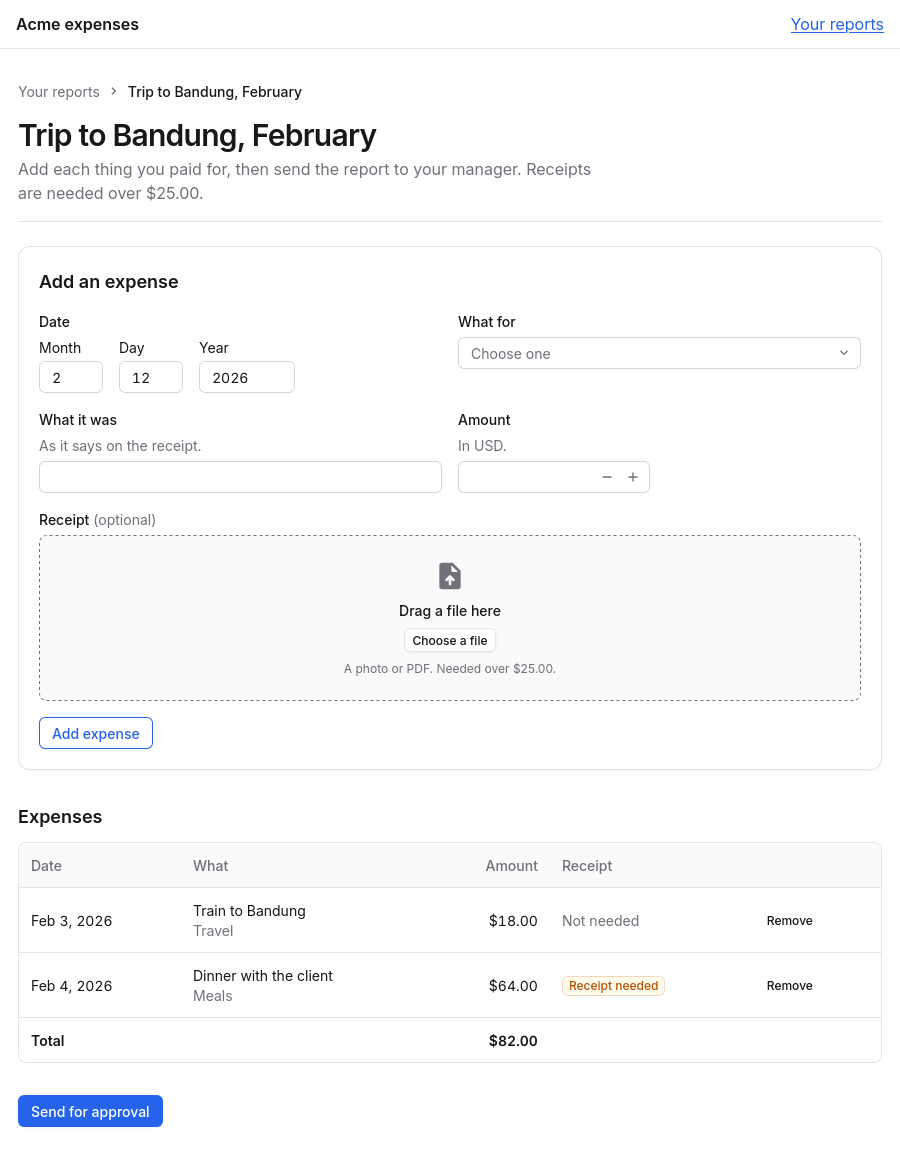 Acme expenses
Your reports
Your reports
Trip to Bandung, February
Trip to Bandung, February
Add each thing you paid for, then send the report to your manager. Receipts
are needed over $25.00.
Add an expense
Date
What for
Month
Day
Year
Choose one
2
12
2026
What it was
Amount
As it says on the receipt.
In USD.
Receipt (optional)
Drag a file here
Choose a file
A photo or PDF. Needed over $25.00.
Add expense
Expenses
Date
What
Amount
Receipt
Feb 3, 2026
Train to Bandung
Travel
$18.00
Not needed
Remove
Feb 4, 2026
Dinner with the client
Meals
$64.00
Receipt needed
Remove
Total
$82.00
Send for approval